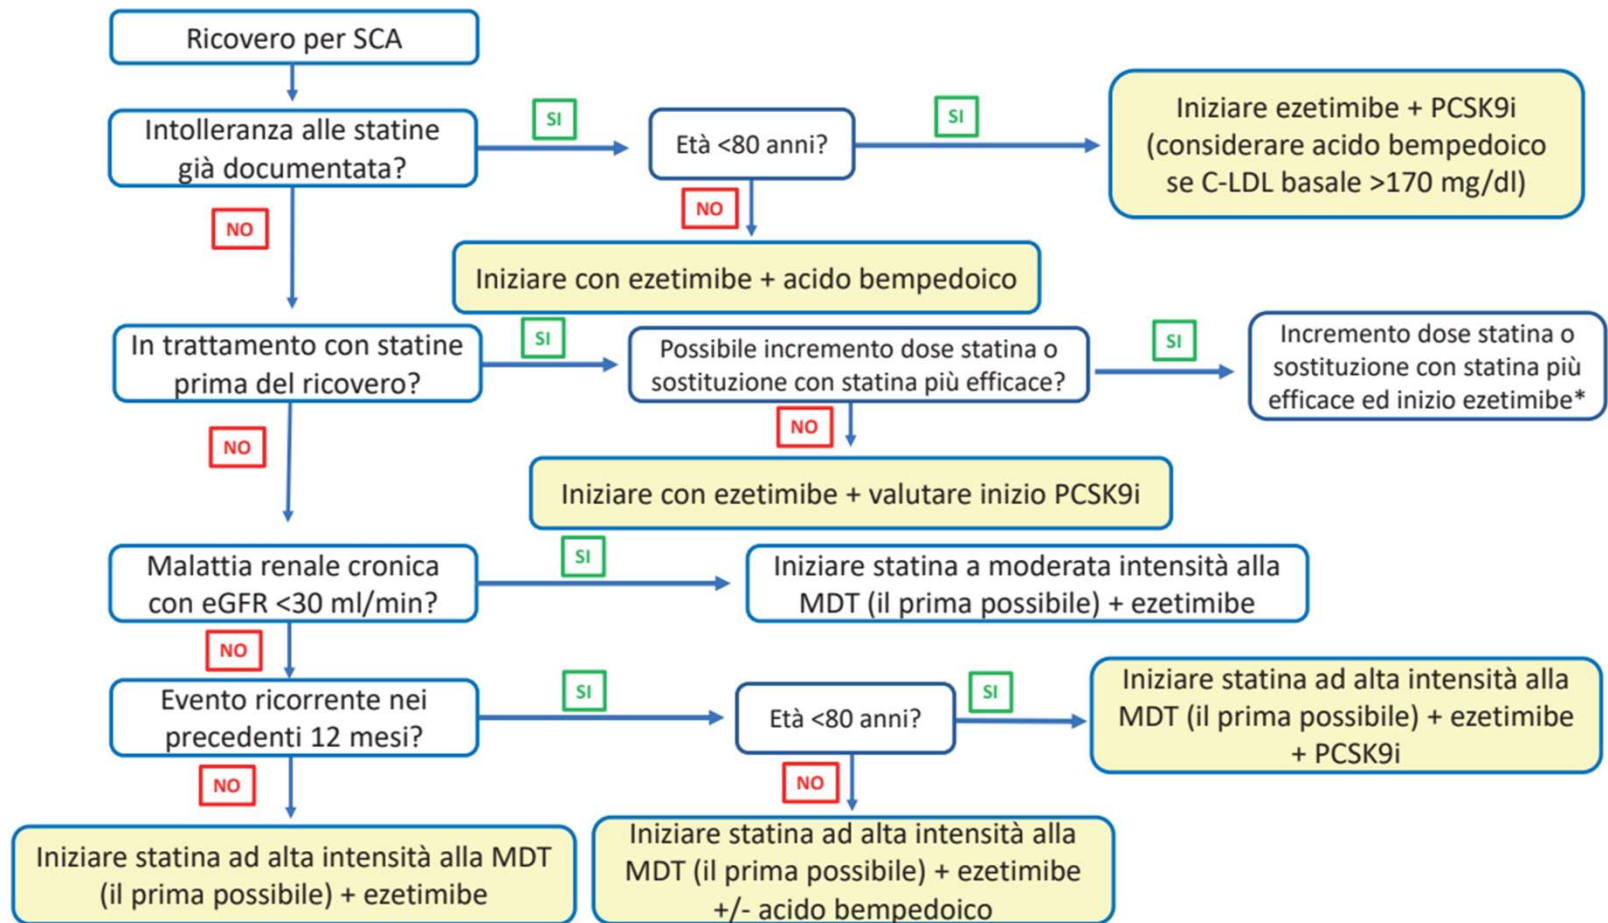 Ricovero per SCA
Intolleranza alle statine
già documentata?
SI
Età <80 anni?
SI
Iniziare ezetimibe + PCSK9i
(considerare acido bempedoico
se C-LDL basale >170 mg/dl)
NO
NO
Iniziare con ezetimibe + acido bempedoico
In trattamento con statine
prima del ricovero?
SI
Possibile incremento dose statina o
sostituzione con statina più efficace?
SI
Incremento dose statina o
sostituzione con statina più
efficace ed inizio ezetimibe*
NO
NO
Iniziare con ezetimibe + valutare inizio PCSK9i
Malattia renale cronica
con eGFR <30 ml/min?
SI
Iniziare statina a moderata intensità alla
MDT (il prima possibile) + ezetimibe
NO
Evento ricorrente nei
precedenti 12 mesi?
SI
Età <80 anni?
SI
Iniziare statina ad alta intensità alla
MDT (il prima possibile) + ezetimibe
+ PCSK9i
NO
NO
Iniziare statina ad alta intensità alla MDT
(il prima possibile) + ezetimibe
Iniziare statina ad alta intensità alla
MDT (il prima possibile) + ezetimibe
+/- acido bempedoico